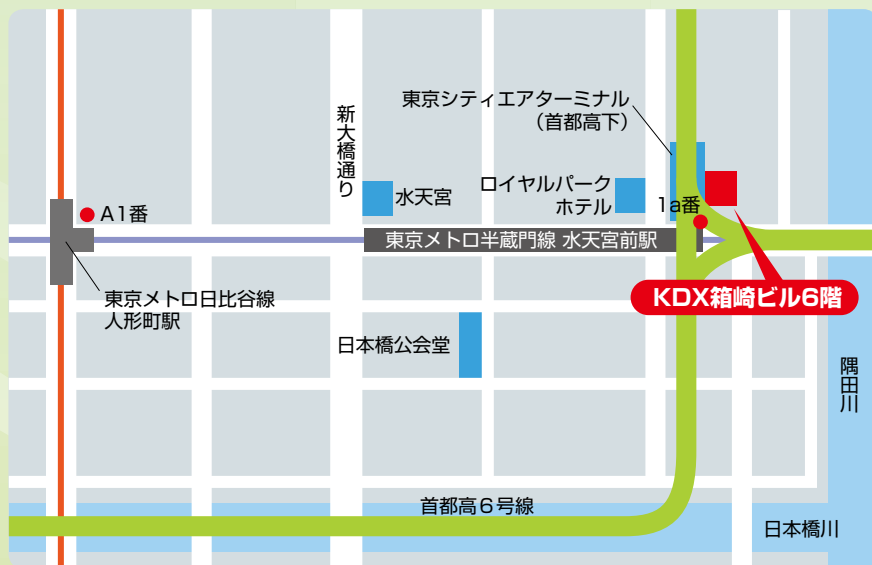 東京シティエアターミナル
（首都高下）
新大橋通り
水天宮
ロイヤルパーク
ホテル
1a番
A1番
東京メトロ半蔵門線 水天宮前駅
KDX箱崎ビル6階
東京メトロ日比谷線
人形町駅
日本橋公会堂
隅田川
首都高6号線
日本橋川